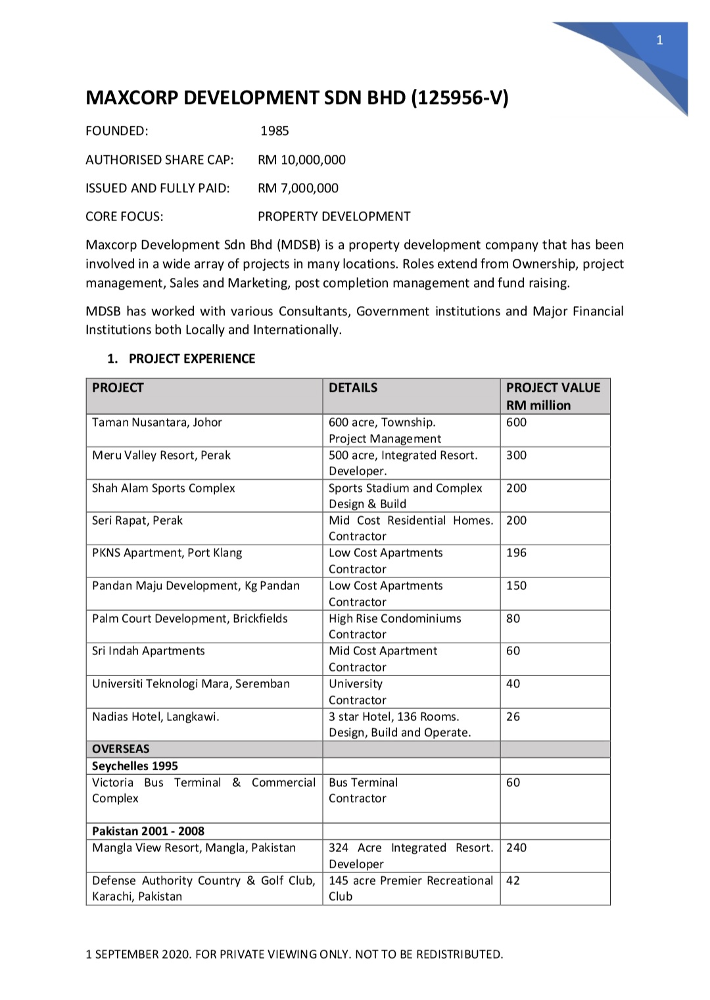 1
MAXCORP DEVELOPMENT SDN BHD (125956-V)
FOUNDED: 1985
AUTHORISED SHARE CAP: RM 10,000,000
ISSUED AND FULLY PAID: RM 7,000,000
CORE FOCUS: PROPERTY DEVELOPMENT
Maxcorp Development Sdn Bhd (MDSB) is a property development company that has been
involved in a wide array of projects in many locations. Roles extend from Ownership, project
management, Sales and Marketing, post completion management and fund raising.
MDSB has worked with various Consultants, Government institutions and Major Financial
Institutions both Locally and Internationally.
1. PROJECT EXPERIENCE
PROJECT DETAILS PROJECT VALUE
RM million
Taman Nusantara, Johor 600 acre, Township. 600
Project Management
Meru Valley Resort, Perak 500 acre, Integrated Resort. 300
Developer.
Shah Alam Sports Complex Sports Stadium and Complex 200
Design & Build
Seri Rapat, Perak Mid Cost Residential Homes. 200
Contractor
PKNS Apartment, Port Klang Low Cost Apartments 196
Contractor
Pandan Maju Development, Kg Pandan Low Cost Apartments 150
Contractor
Palm Court Development, Brickfields High Rise Condominiums 80
Contractor
Sri Indah Apartments Mid Cost Apartment 60
Contractor
Universiti Teknologi Mara, Seremban University 40
Contractor
Nadias Hotel, Langkawi. 3 star Hotel, 136 Rooms. 26
Design, Build and Operate.
OVERSEAS
Seychelles 1995
Victoria Bus Terminal & Commercial Bus Terminal 60
Complex Contractor
Pakistan 2001 - 2008
Mangla View Resort, Mangla, Pakistan 324 Acre Integrated Resort. 240
Developer
Defense Authority Country & Golf Club, 145 acre Premier Recreational 42
Karachi, Pakistan Club
1 SEPTEMBER 2020. FOR PRIVATE VIEWING ONLY. NOT TO BE REDISTRIBUTED.